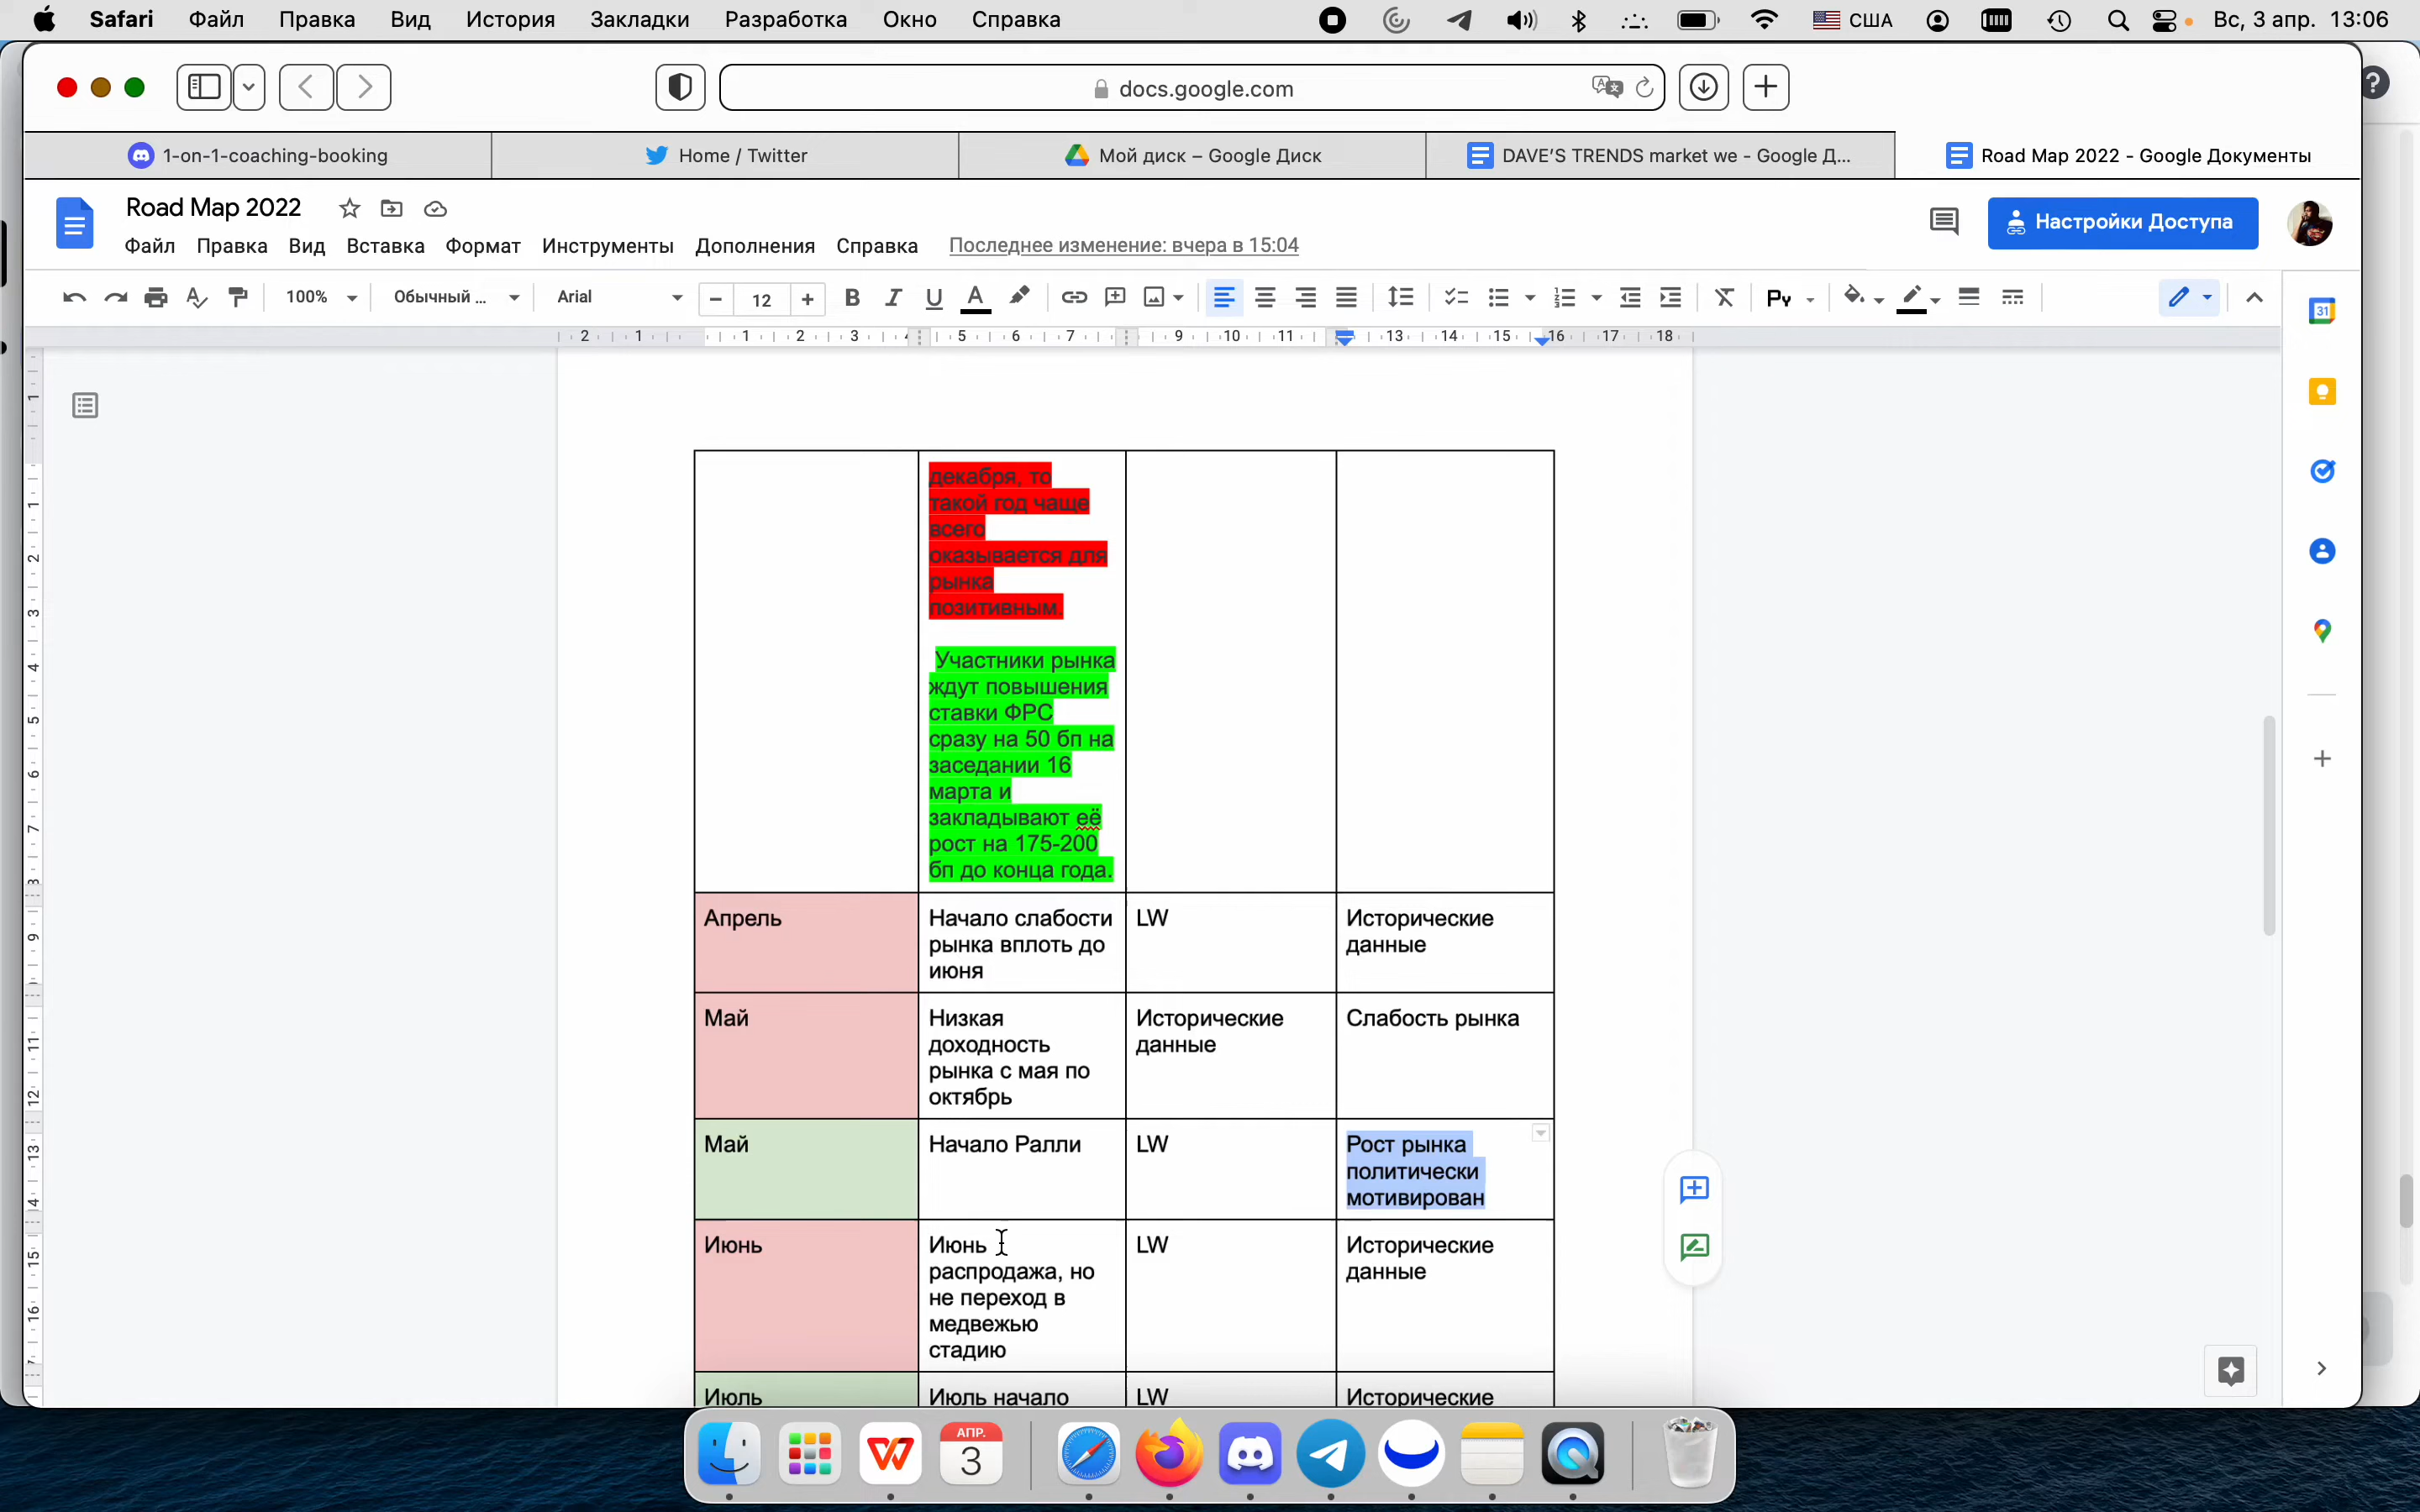 Safari Файл Правка Вид История Закладки Разработка Окно Справка США Вс, 3 апр. 13:06
docs.google.com
1-on-1-coaching-booking
Home / Twitter
Мой диск – Google Диск
DAVE'S TRENDS market we - Google Д...
Road Map 2022 - Google Документы
Road Map 2022
Файл Правка Вид Вставка Формат Инструменты Дополнения Справка Последнее изменение: вчера в 15:04
Настройки Доступа
100% Обычный ... Arial 12
декабря, то
такой год чаще
всего
оказывается для
рынка
позитивным.
Участники рынка
ждут повышения
ставки ФРС
сразу на 50 бп на
заседании 16
марта и
закладывают её
рост на 175-200
бп до конца года.
Апрель
Начало слабости
рынка вплоть до
июня
LW
Исторические
данные
Май
Низкая
доходность
рынка с мая по
октябрь
Исторические
данные
Слабость рынка
Май
Начало Ралли
LW
Рост рынка
политически
мотивирован
Июнь
Июнь
распродажа, но
не переход в
медвежью
стадию
LW
Исторические
данные
Июль
Июль начало
LW
Исторические
АПР.
3